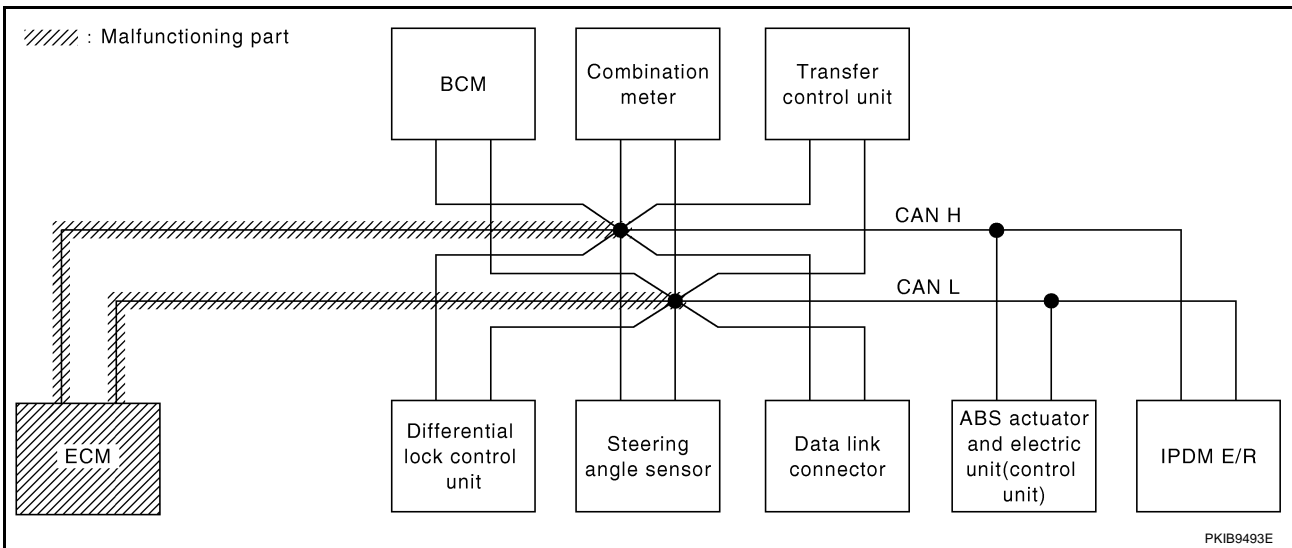 : Malfunctioning part
BCM
Combination
meter
Transfer
control unit
CAN H
CAN L
ECM
Differential
lock control
unit
Steering
angle sensor
Data link
connector
ABS actuator
and electric
unit(control
unit)
IPDM E/R
PKIB9493E